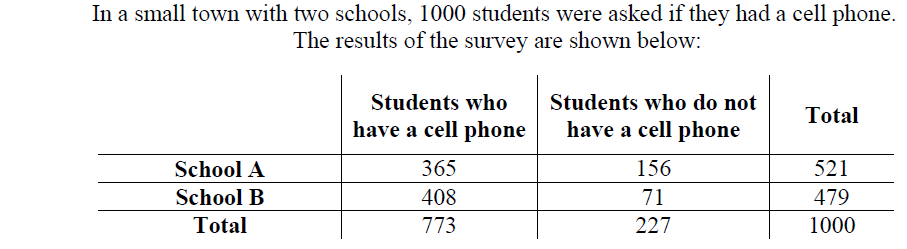 In a small town with two schools, 1000 students were asked if they had a cell phone.
The results of the survey are shown below:
Students who have a cell phone Students who do not have a cell phone Total
School A 365 156 521
School B 408 71 479
Total 773 227 1000